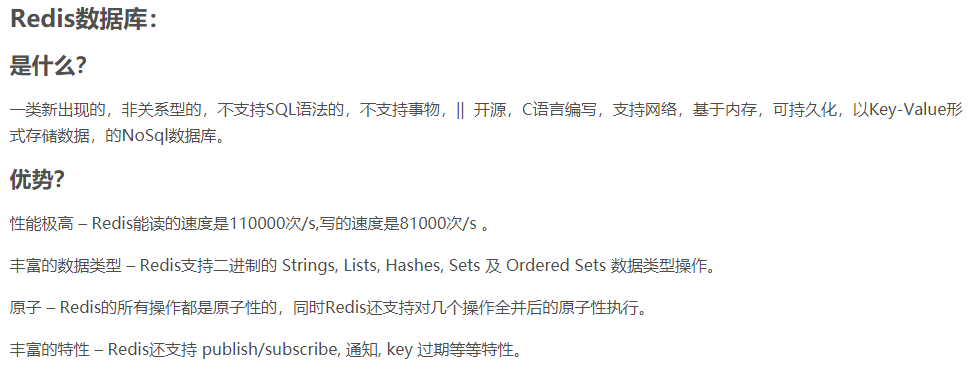 Redis数据库：
是什么？
一类新出现的，非关系型的，不支持SQL语法的，不支持事物，|| 开源，C语言编写，支持网络，基于内存，可持久化，以Key-Value形
式存储数据，的NoSql数据库。
优势？
性能极高 – Redis能读的速度是110000次/s,写的速度是81000次/s 。
丰富的数据类型 – Redis支持二进制的 Strings, Lists, Hashes, Sets 及 Ordered Sets 数据类型操作。
原子 – Redis的所有操作都是原子性的，同时Redis还支持对几个操作全并后的原子性执行。
丰富的特性 – Redis还支持 publish/subscribe, 通知, key 过期等等特性。